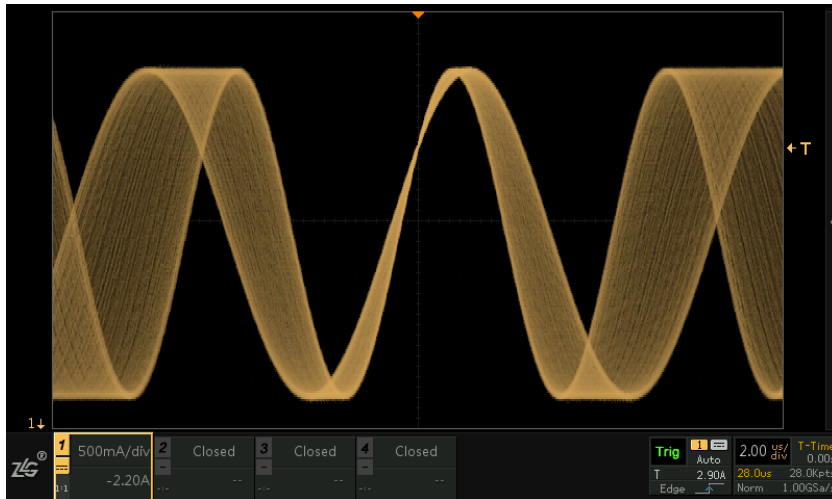 T
1
ZLG®
1
1:1
500mA/div
-2.20A
2
Closed
--
-:-
3
Closed
--
-:-
4
Closed
--
-:-
Trig
1
Auto
T 2.90A
Edge
2.00 us/div
T-Time
0.00s
28.0us 28.0Kpts
Norm 1.00GSa/s